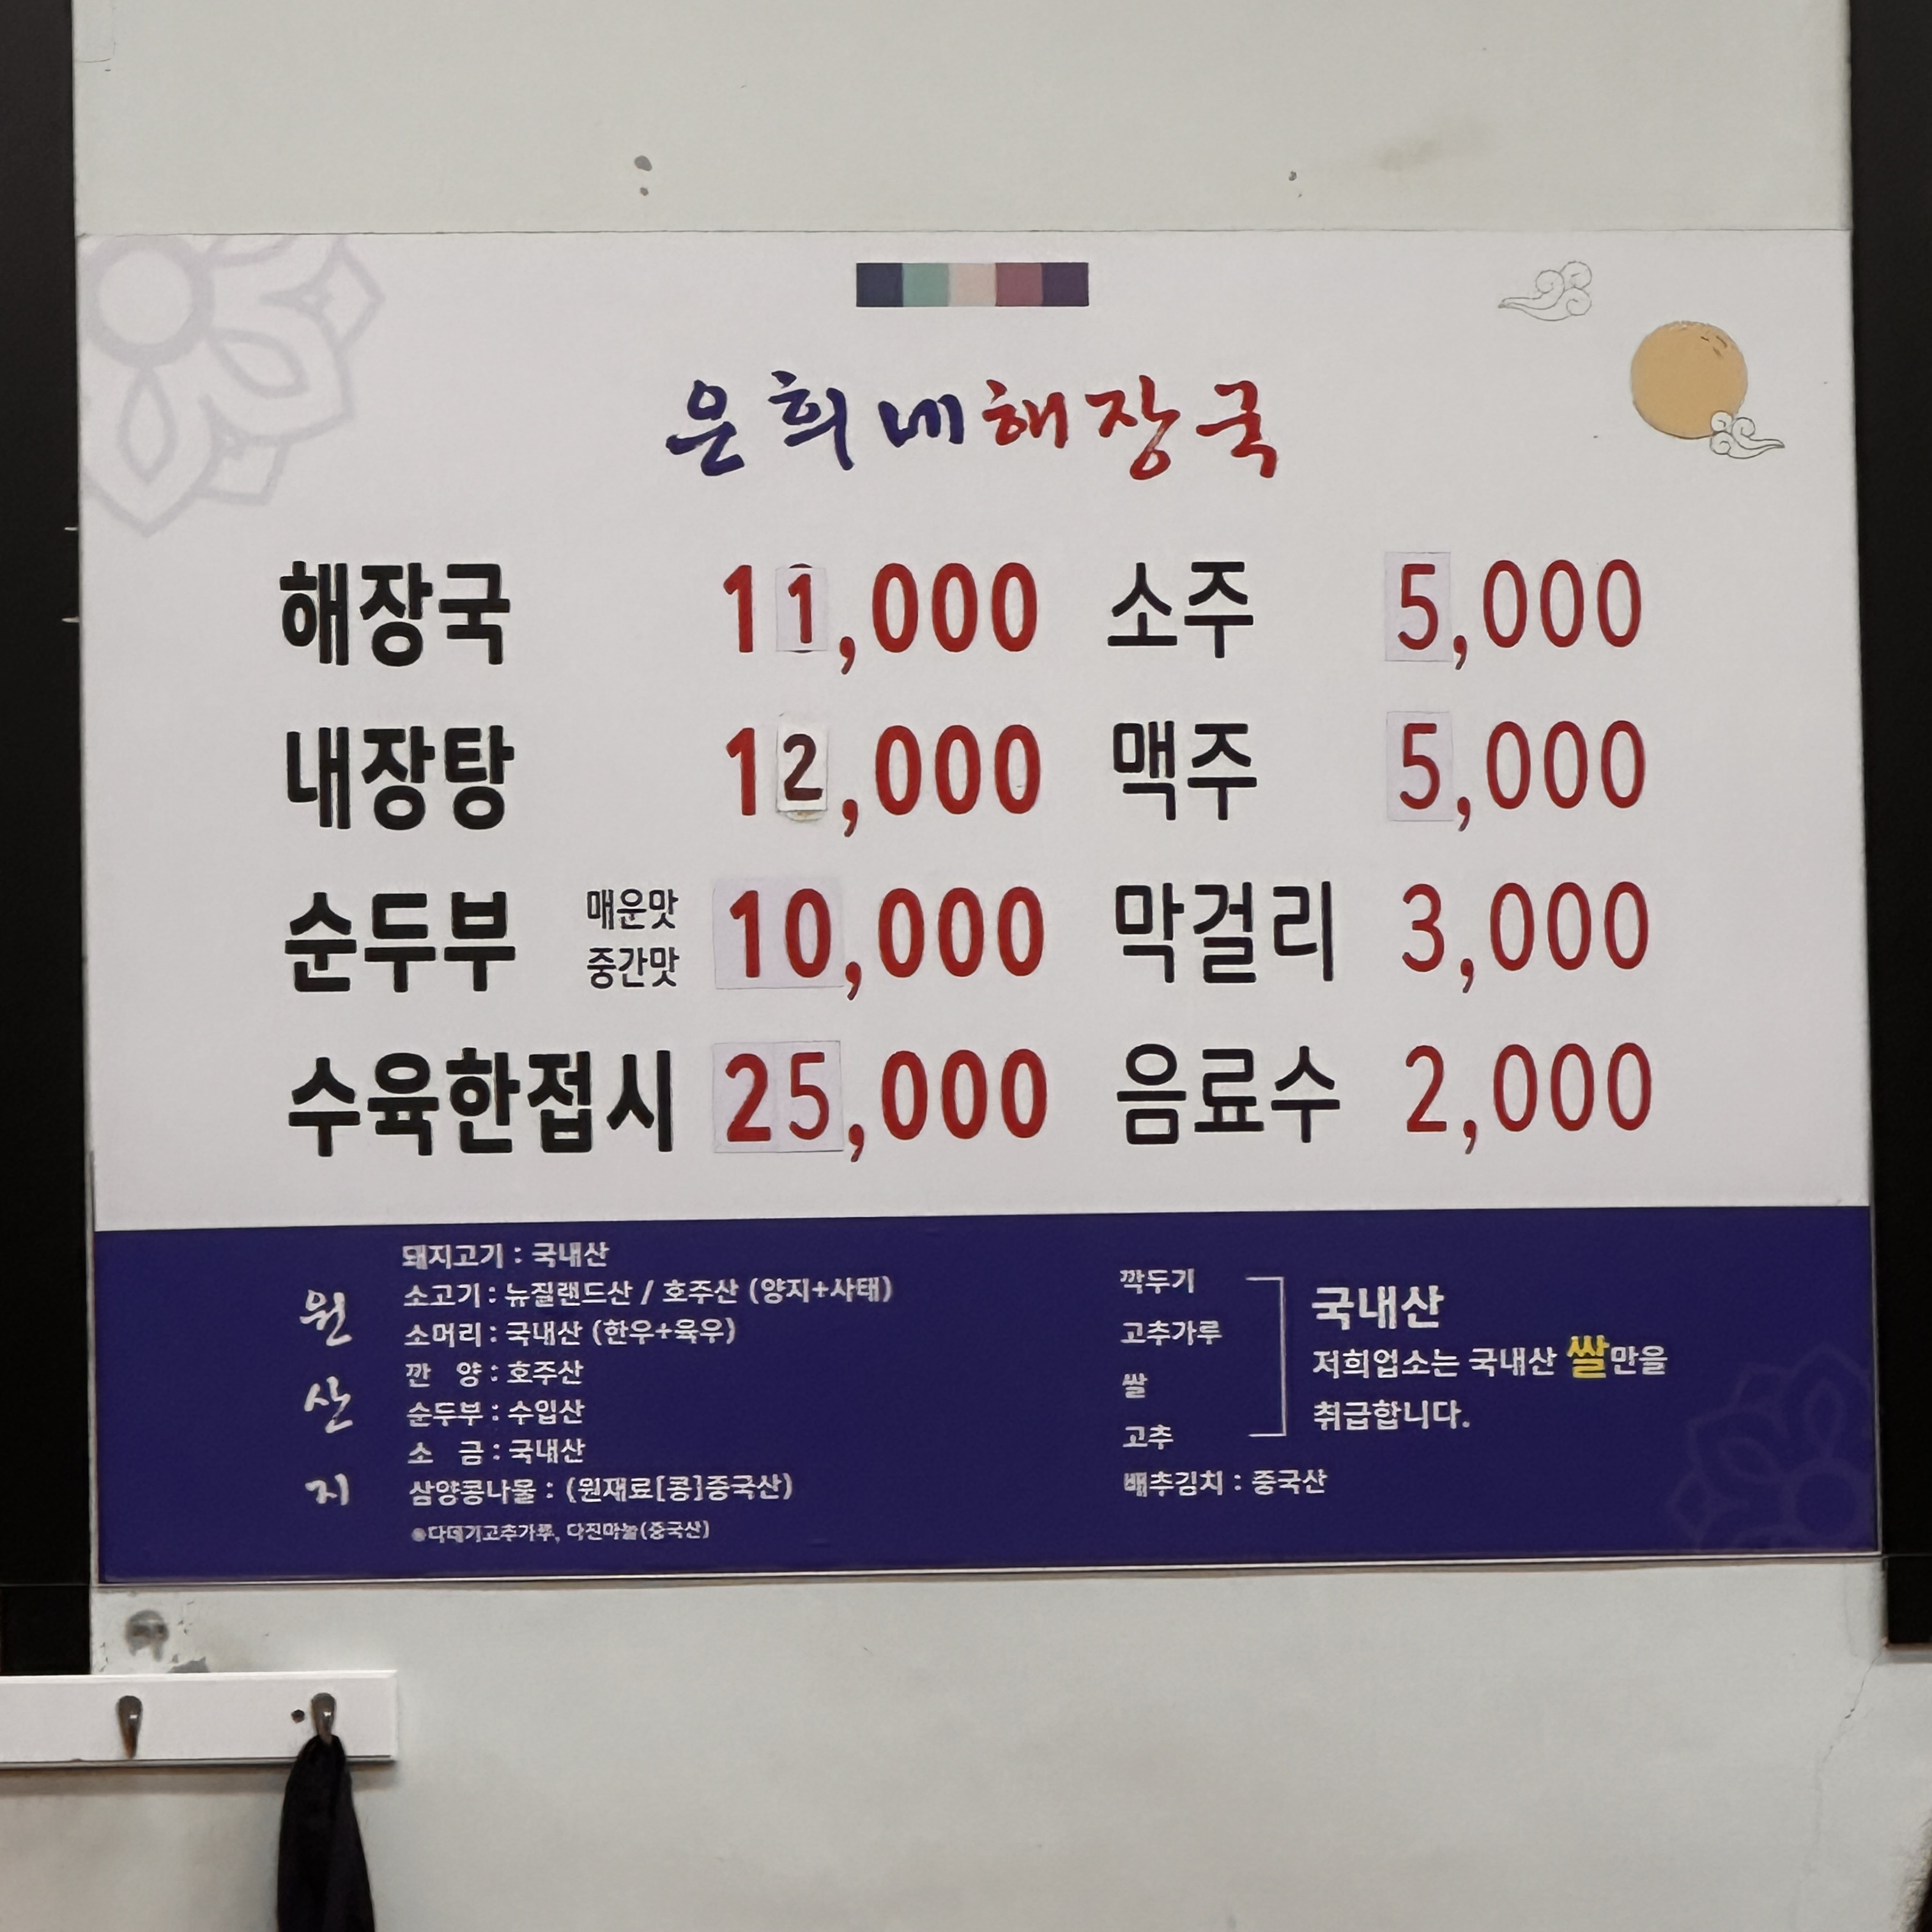 은희네해장국
해장국 11,000
내장탕 12,000
순두부 매운맛 중간맛 10,000
수육한접시 25,000
소주 5,000
맥주 5,000
막걸리 3,000
음료수 2,000
원산지
돼지고기 : 국내산
소고기 : 뉴질랜드산 / 호주산 (양지+사태)
소머리 : 국내산 (한우+육우)
깐 양 : 호주산
순두부 : 수입산
소 금 : 국내산
삼양콩나물 : (원재료[콩]중국산)
※다데기고추가루, 다진마늘(중국산)
깍두기
고추가루
쌀
고추
국내산
저희업소는 국내산 쌀만을
취급합니다.
배추김치 : 중국산